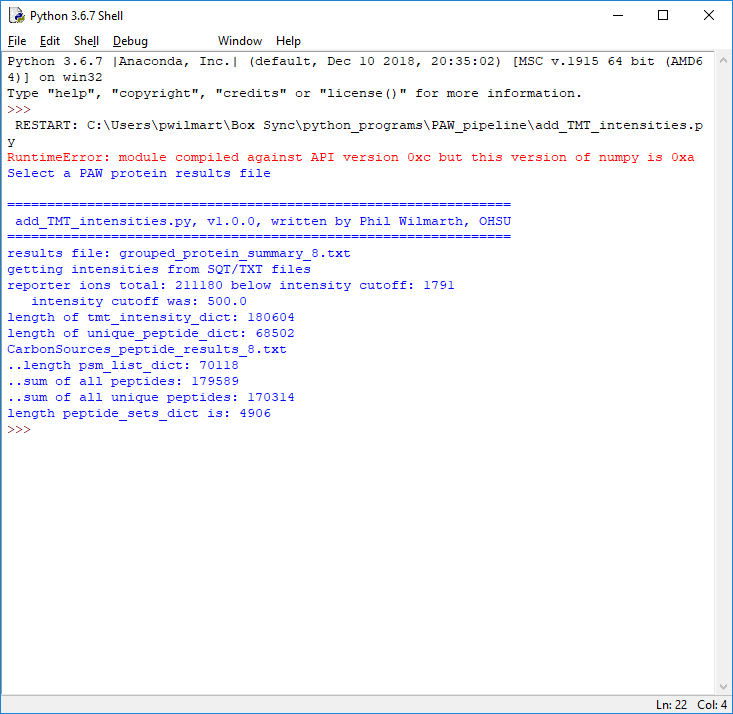 Python 3.6.7 Shell
File Edit Shell Debug Window Help
Python 3.6.7 |Anaconda, Inc.| (default, Dec 10 2018, 20:35:02) [MSC v.1915 64 bit (AMD6
4)] on win32
Type "help", "copyright", "credits" or "license()" for more information.
>>>
 RESTART: C:\Users\pwilmart\Box Sync\python_programs\PAW_pipeline\add_TMT_intensities.p
y
RuntimeError: module compiled against API version 0xc but this version of numpy is 0xa
Select a PAW protein results file
===============================================================
 add_TMT_intensities.py, v1.0.0, written by Phil Wilmarth, OHSU
===============================================================
results file: grouped_protein_summary_8.txt
getting intensities from SQT/TXT files
reporter ions total: 211180 below intensity cutoff: 1791
   intensity cutoff was: 500.0
length of tmt_intensity_dict: 180604
length of unique_peptide_dict: 68502
CarbonSources_peptide_results_8.txt
..length psm_list_dict: 70118
..sum of all peptides: 179589
..sum of all unique peptides: 170314
length peptide_sets_dict is: 4906
>>>
Ln: 22 Col: 4